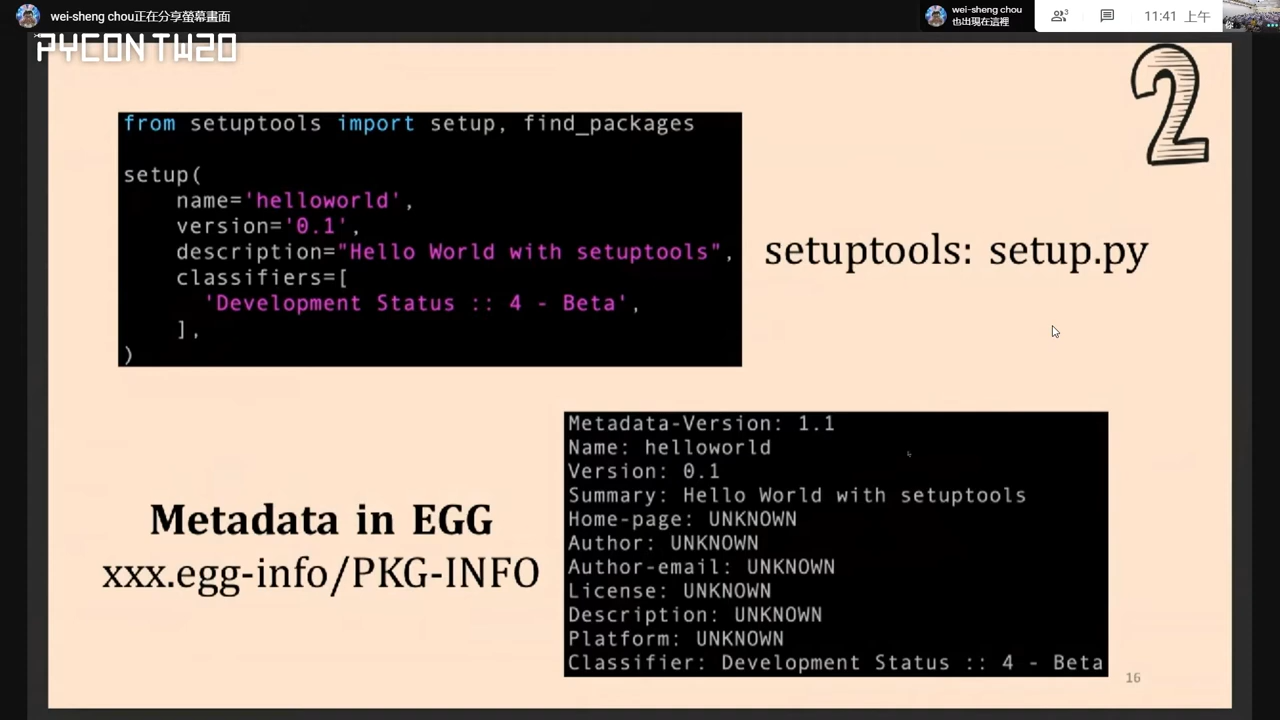 wei-sheng chou正在分享螢幕畫面
wei-sheng chou
也出現在這裡
3
11:41 上午
你
PYCON TW20
2
from setuptools import setup, find_packages
setup(
name='helloworld',
version='0.1',
description="Hello World with setuptools",
classifiers=[
'Development Status :: 4 - Beta',
],
)
setuptools: setup.py
Metadata in EGG
xxx.egg-info/PKG-INFO
Metadata-Version: 1.1
Name: helloworld
Version: 0.1
Summary: Hello World with setuptools
Home-page: UNKNOWN
Author: UNKNOWN
Author-email: UNKNOWN
License: UNKNOWN
Description: UNKNOWN
Platform: UNKNOWN
Classifier: Development Status :: 4 - Beta
16